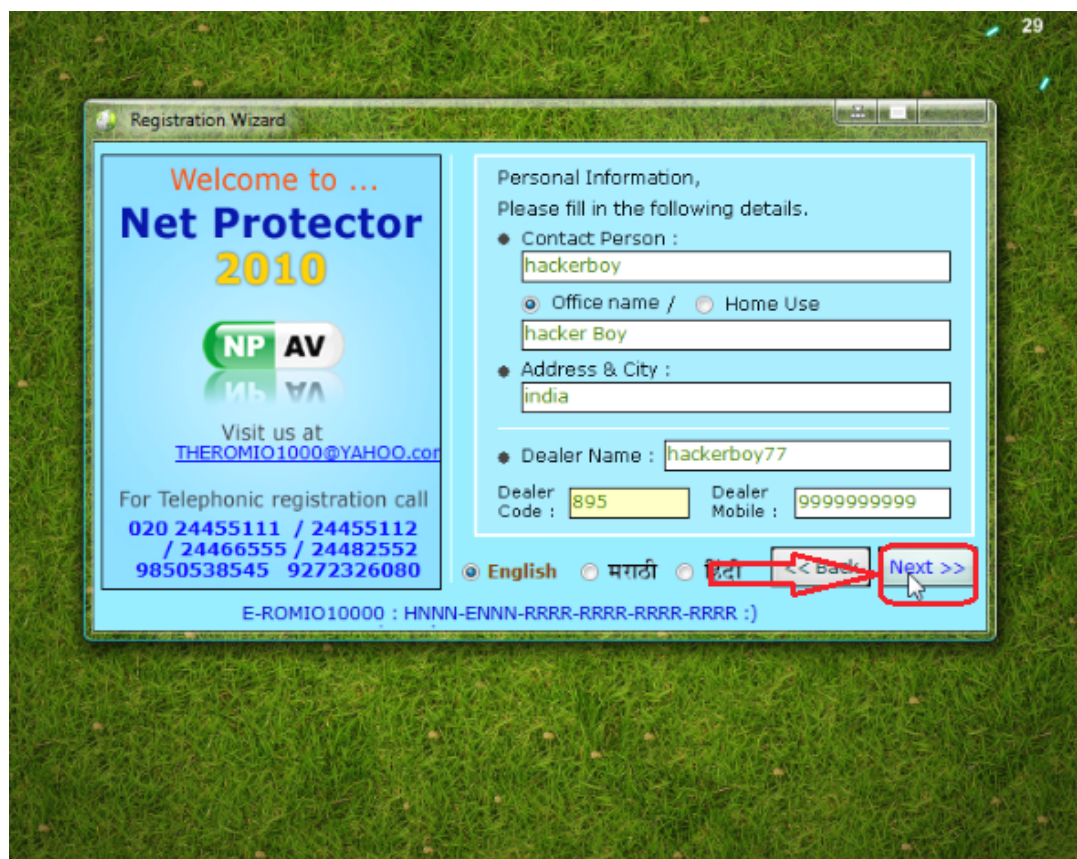 29
Registration Wizard
Welcome to ...
Net Protector
2010
NP AV
Visit us at
THEROMIO1000@YAHOO.com
For Telephonic registration call
020 24455111 / 24455112
/ 24466555 / 24482552
9850538545 9272326080
Personal Information,
Please fill in the following details.
Contact Person :
hackerboy
Office name / Home Use
hacker Boy
Address & City :
india
Dealer Name : hackerboy77
Dealer Code : 895 Dealer Mobile : 9999999999
English मराठी हिंदी << Back Next >>
E-ROMIO10000 : HNNN-ENNN-RRRR-RRRR-RRRR-RRRR :)